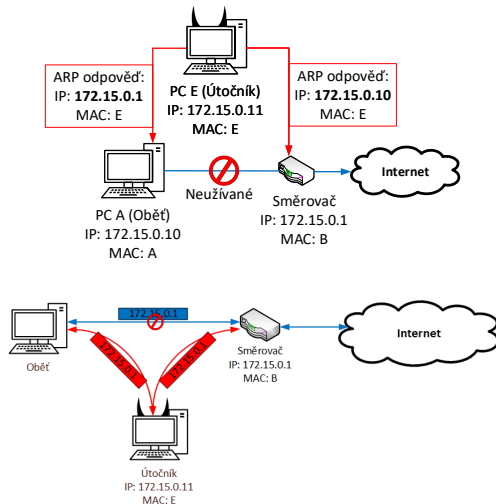 ARP odpověď:
IP: 172.15.0.1
MAC: E
PC E (Útočník)
IP: 172.15.0.11
MAC: E
ARP odpověď:
IP: 172.15.0.10
MAC: E
Neužívané
Internet
PC A (Oběť)
IP: 172.15.0.10
MAC: A
Směrovač
IP: 172.15.0.1
MAC: B
172.15.0.1
Oběť
172.15.0.1
172.15.0.1
Směrovač
IP: 172.15.0.1
MAC: B
Internet
Útočník
IP: 172.15.0.11
MAC: E